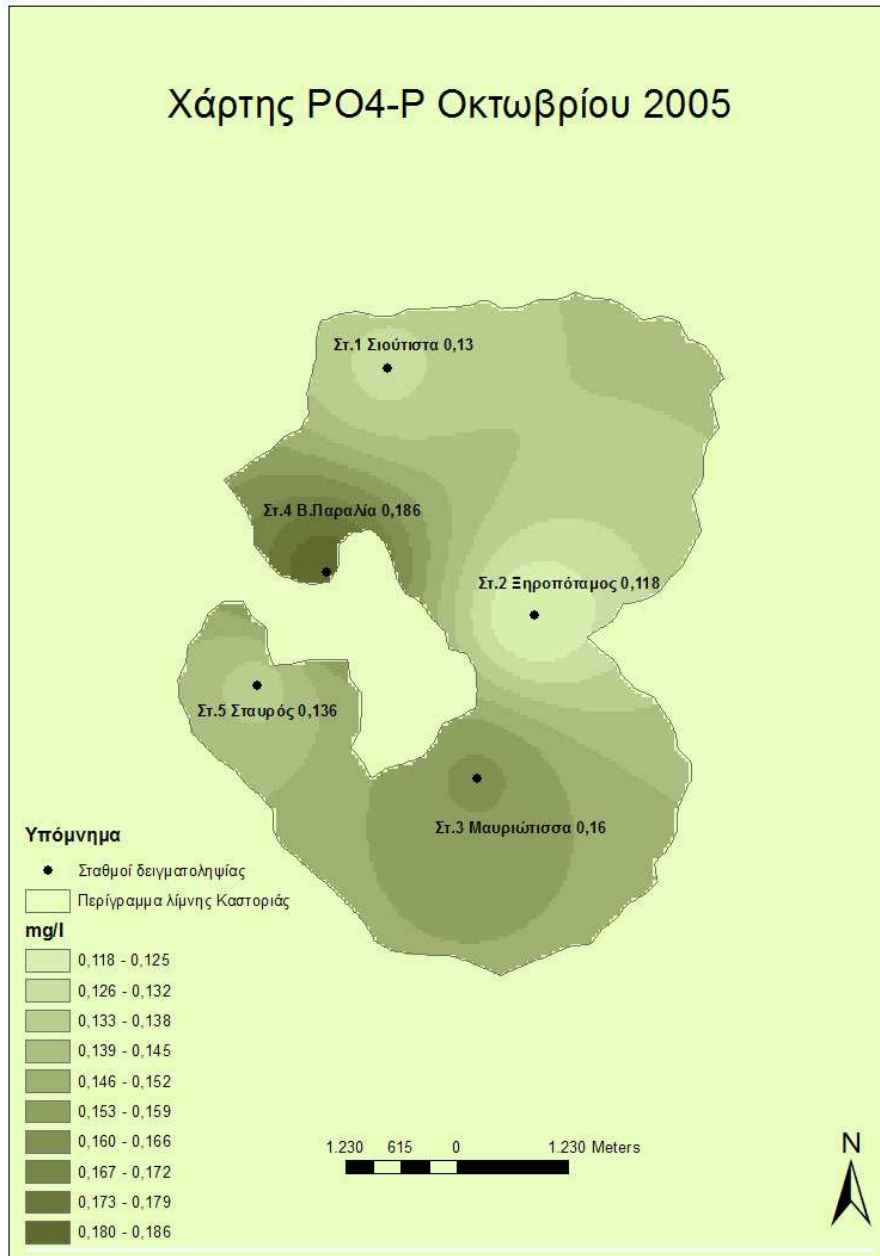 Χάρτης PO4-P Οκτωβρίου 2005
Στ.1 Σιούτιστα 0,13
Στ.4 Β.Παραλία 0,186
Στ.2 Ξηροπόταμος 0,118
Στ.5 Σταυρός 0,136
Στ.3 Μαυριώτισσα 0,16
Υπόμνημα
Σταθμοί δειγματοληψίας
Περίγραμμα λίμνης Καστοριάς
mg/l
0,118 - 0,125
0,126 - 0,132
0,133 - 0,138
0,139 - 0,145
0,146 - 0,152
0,153 - 0,159
0,160 - 0,166
0,167 - 0,172
0,173 - 0,179
0,180 - 0,186
1.230 615 0 1.230 Meters
N